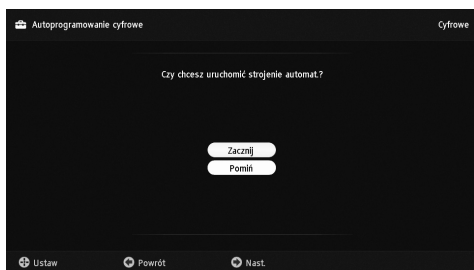 Autoprogramowanie cyfrowe Cyfrowe
Czy chcesz uruchomić strojenie automat.?
Zacznij
Pomiń
Ustaw Powrót Nast.